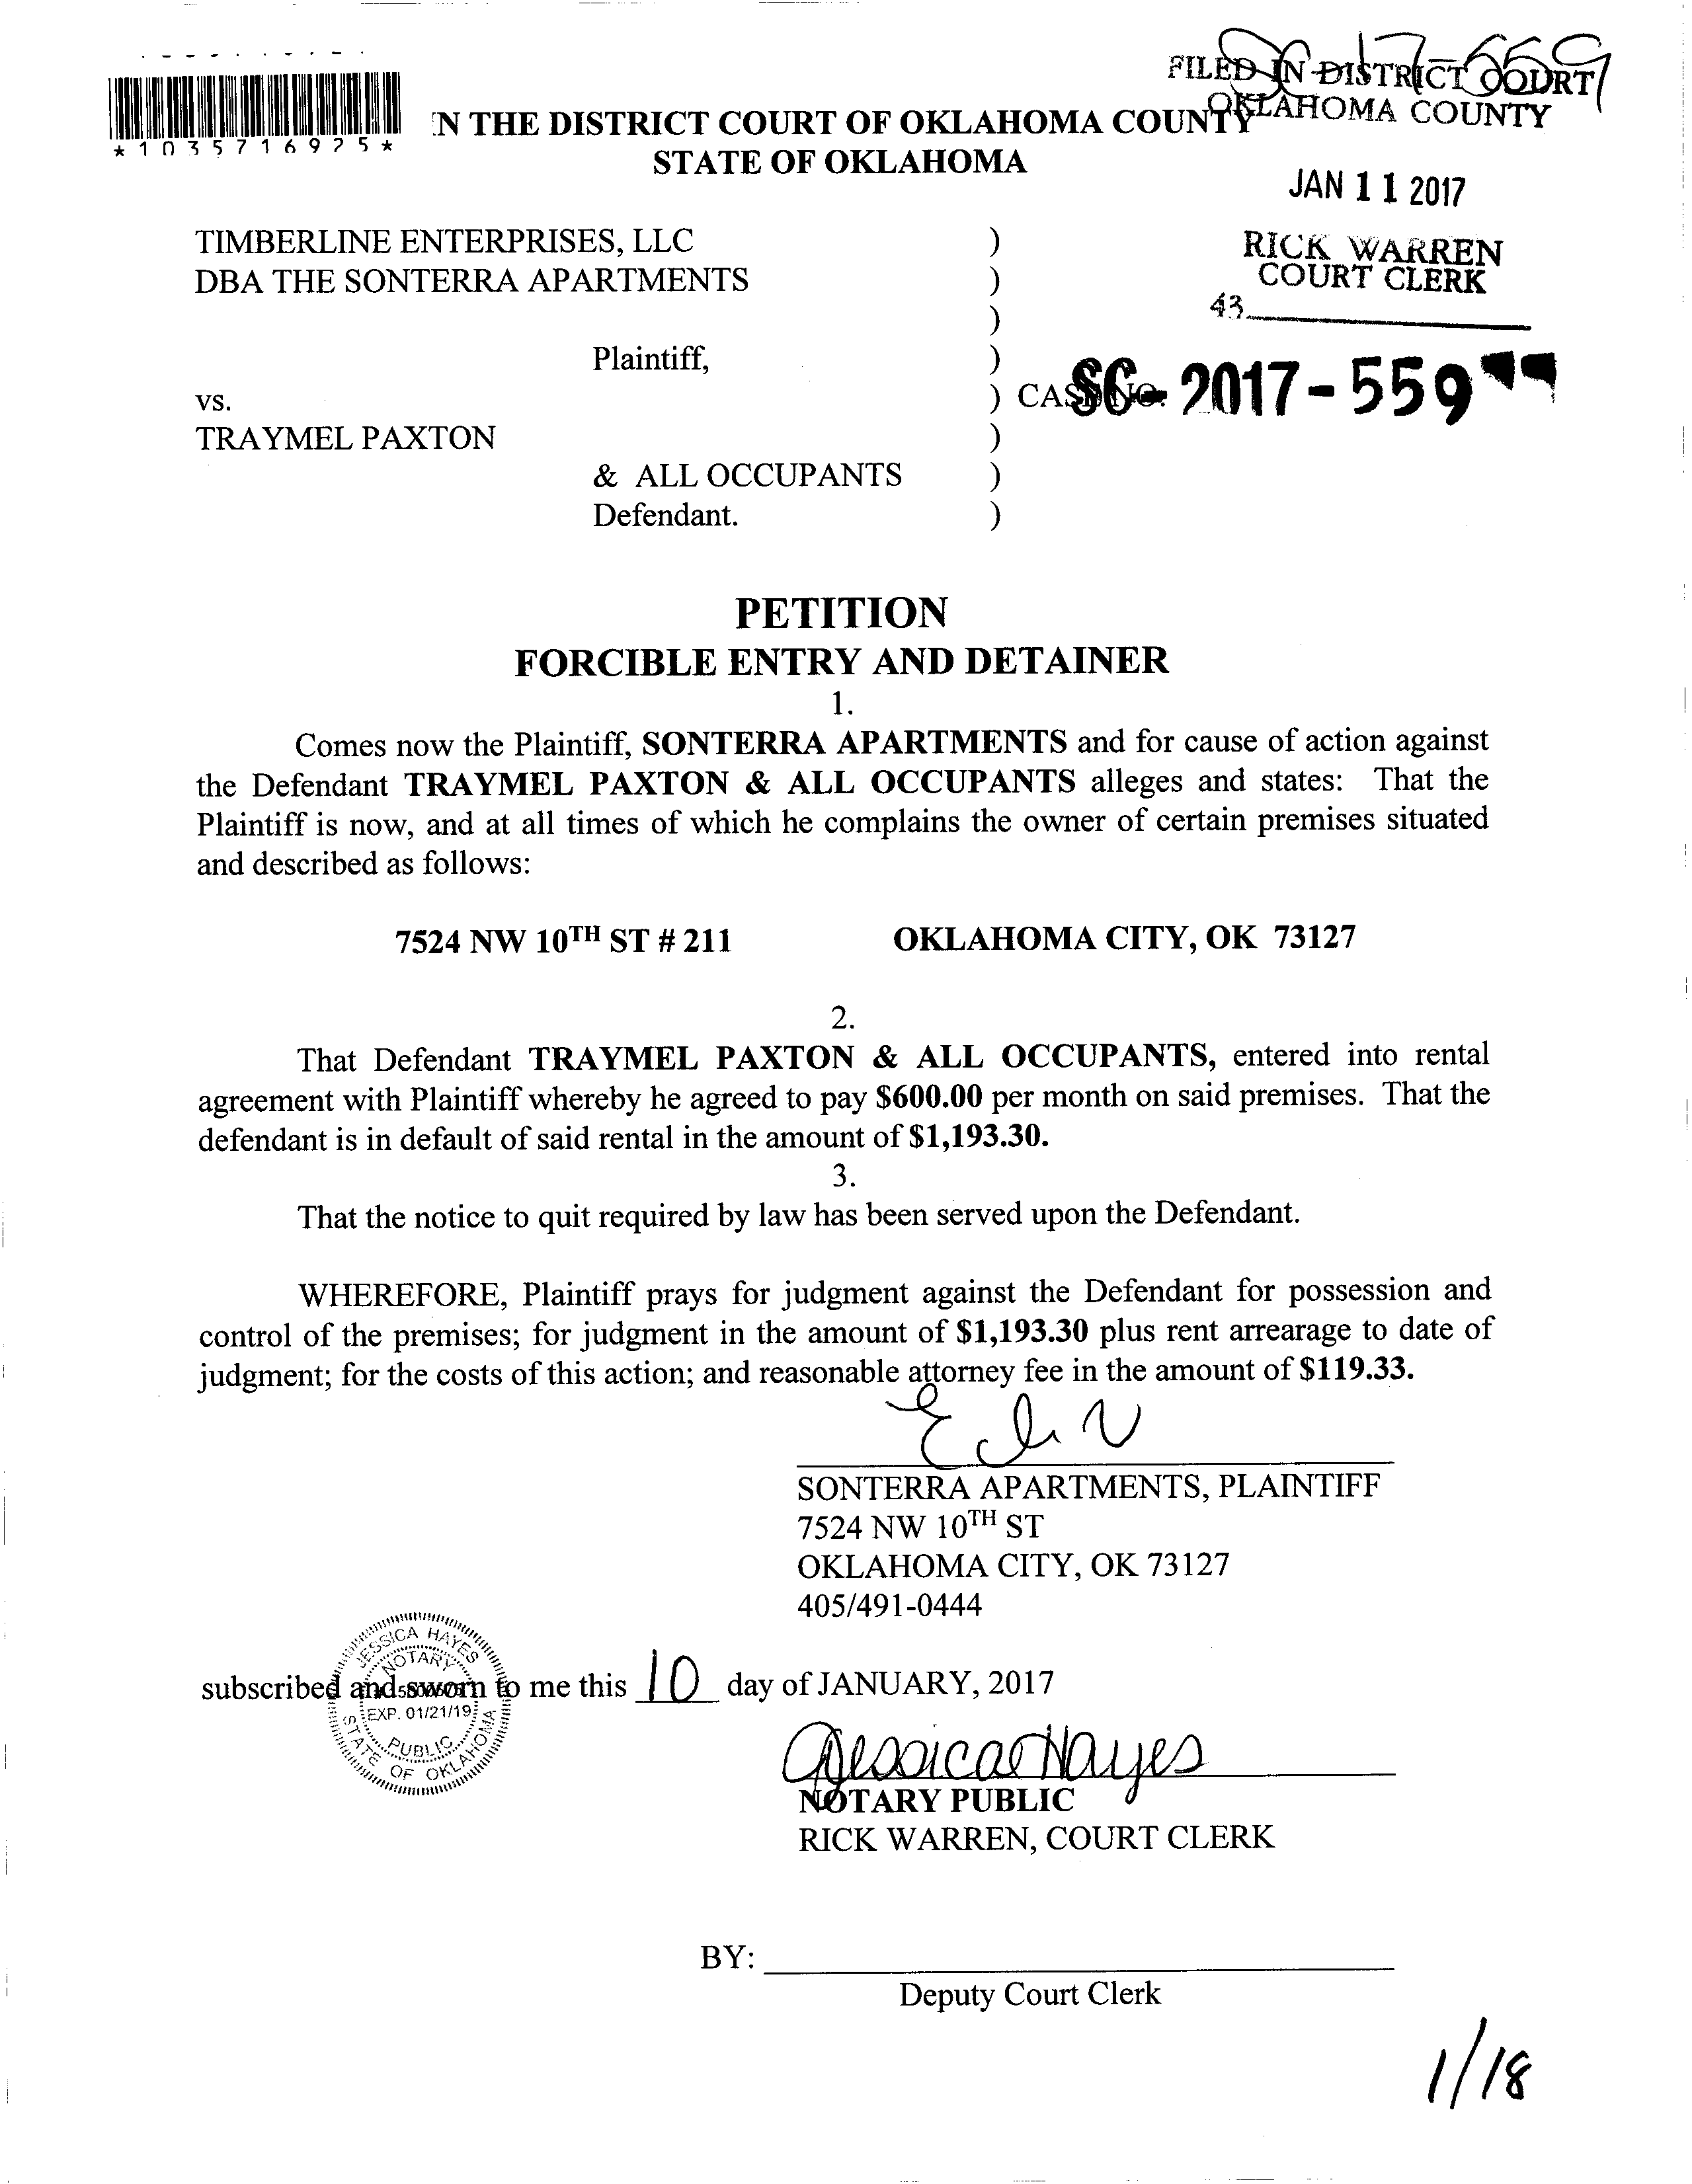 FILED IN DISTRICT COURT
OKLAHOMA COUNTY
*1035716925*
IN THE DISTRICT COURT OF OKLAHOMA COUNTY
STATE OF OKLAHOMA
JAN 11 2017
RICK WARREN
COURT CLERK
43
TIMBERLINE ENTERPRISES, LLC )
DBA THE SONTERRA APARTMENTS )
)
Plaintiff, )
vs. ) CASE NO. SC-2017-559
TRAYMEL PAXTON )
& ALL OCCUPANTS )
Defendant. )
PETITION
FORCIBLE ENTRY AND DETAINER
1.
Comes now the Plaintiff, SONTERRA APARTMENTS and for cause of action against
the Defendant TRAYMEL PAXTON & ALL OCCUPANTS alleges and states: That the
Plaintiff is now, and at all times of which he complains the owner of certain premises situated
and described as follows:
7524 NW 10TH ST # 211 OKLAHOMA CITY, OK 73127
2.
That Defendant TRAYMEL PAXTON & ALL OCCUPANTS, entered into rental
agreement with Plaintiff whereby he agreed to pay $600.00 per month on said premises. That the
defendant is in default of said rental in the amount of $1,193.30.
3.
That the notice to quit required by law has been served upon the Defendant.
WHEREFORE, Plaintiff prays for judgment against the Defendant for possession and
control of the premises; for judgment in the amount of $1,193.30 plus rent arrearage to date of
judgment; for the costs of this action; and reasonable attorney fee in the amount of $119.33.
SONTERRA APARTMENTS, PLAINTIFF
7524 NW 10TH ST
OKLAHOMA CITY, OK 73127
405/491-0444
JESSICA HAYES
NOTARY
EXP. 01/21/19
PUBLIC
STATE OF OKLAHOMA
subscribed and sworn to me this 10 day of JANUARY, 2017
Jessica Hayes
NOTARY PUBLIC
RICK WARREN, COURT CLERK
BY:
Deputy Court Clerk
1/18